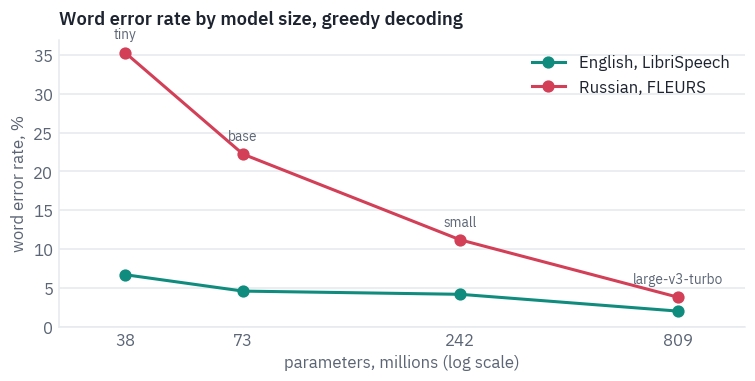 Word error rate by model size, greedy decoding
tiny
base
small
large-v3-turbo
English, LibriSpeech
Russian, FLEURS
word error rate, %
35
30
25
20
15
10
5
0
38
73
242
809
parameters, millions (log scale)